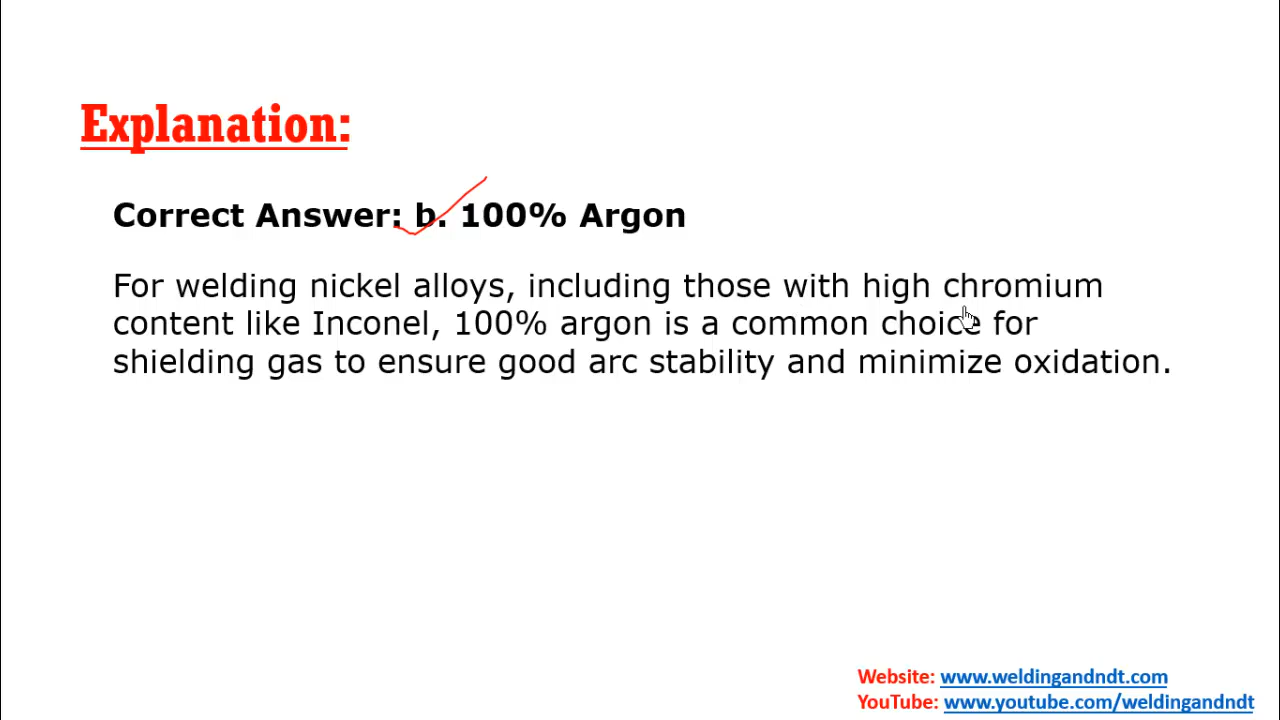 Explanation:
Correct Answer: b. 100% Argon
For welding nickel alloys, including those with high chromium
content like Inconel, 100% argon is a common choice for
shielding gas to ensure good arc stability and minimize oxidation.
Website: www.weldingandndt.com
YouTube: www.youtube.com/weldingandndt